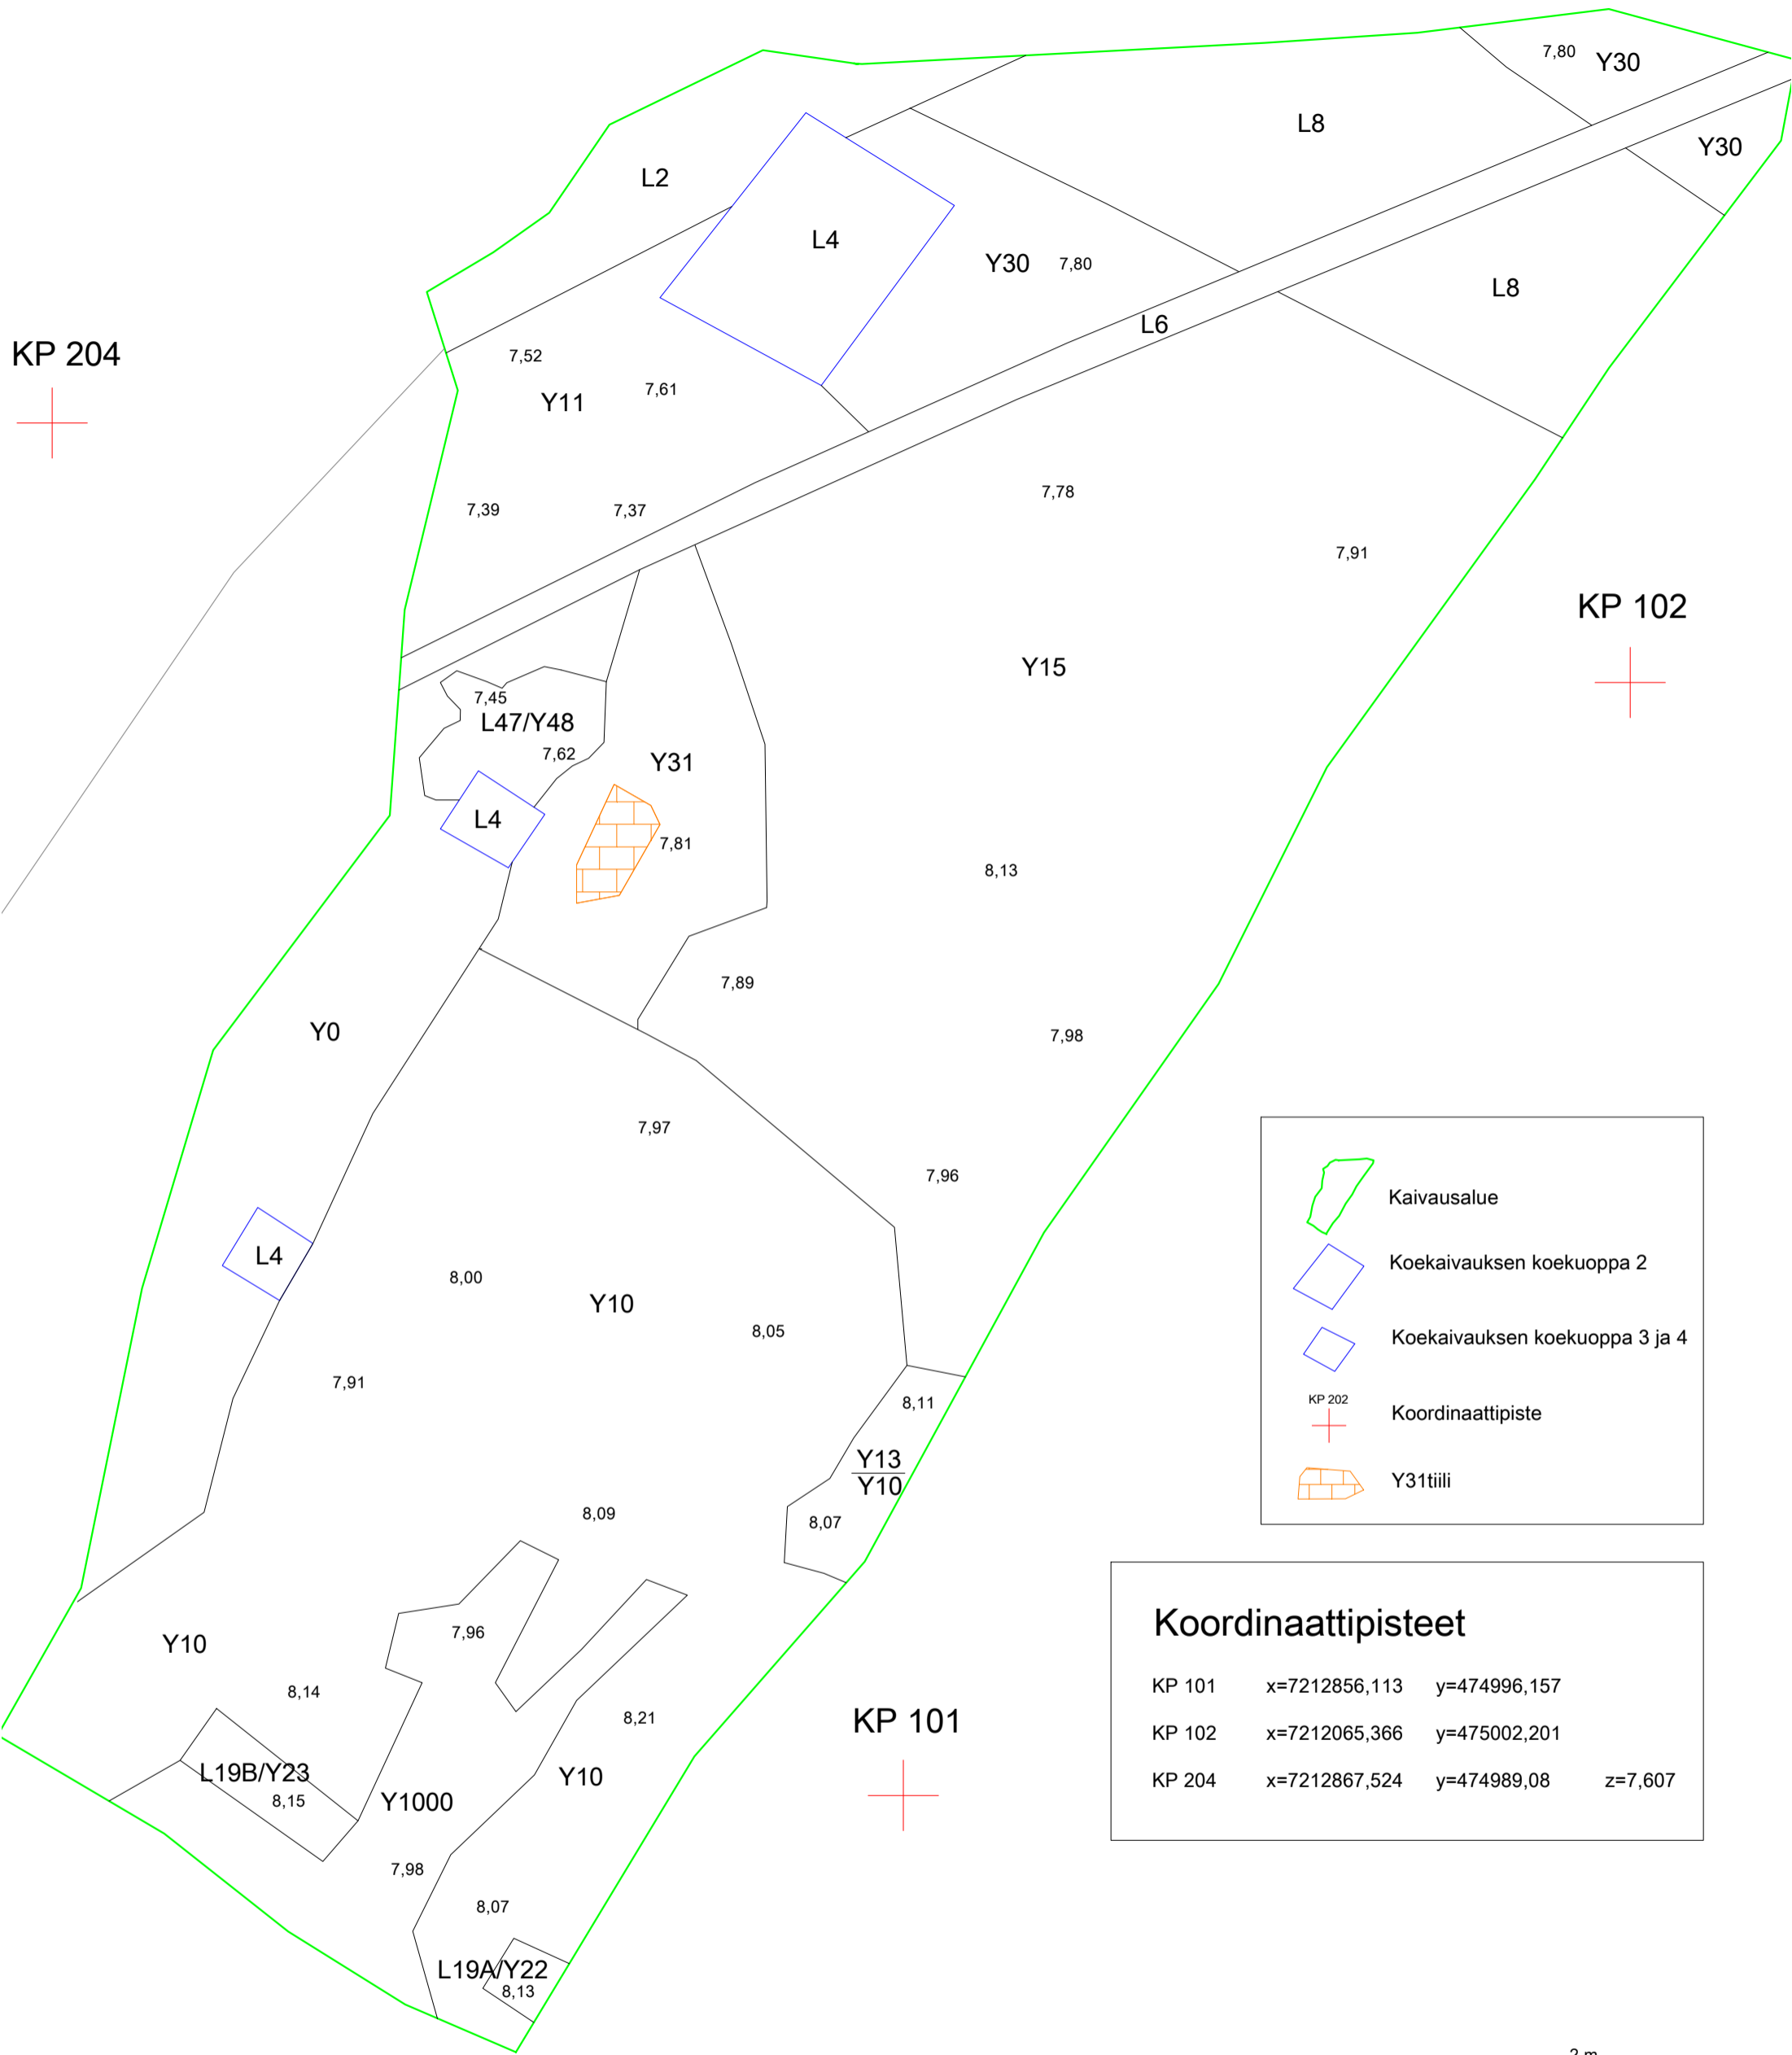 7,80
Y30
L8
Y30
L2
L4
Y30
7,80
L8
L6
KP 204
7,52
7,61
Y11
7,39
7,37
7,78
7,91
KP 102
Y15
7,45
L47/Y48
7,62
Y31
L4
7,81
8,13
7,89
Y0
7,98
7,97
7,96
L4
8,00
Y10
8,05
7,91
8,11
Y13
Y10
8,09
8,07
7,96
Y10
8,14
8,21
KP 101
L19B/Y23
8,15
Y10
Y1000
7,98
8,07
L19A/Y22
8,13
Kaivausalue
Koekaivauksen koekuoppa 2
Koekaivauksen koekuoppa 3 ja 4
KP 202
Koordinaattipiste
Y31tiili
Koordinaattipisteet
KP 101 x=7212856,113 y=474996,157
KP 102 x=7212065,366 y=475002,201
KP 204 x=7212867,524 y=474989,08 z=7,607
2 m